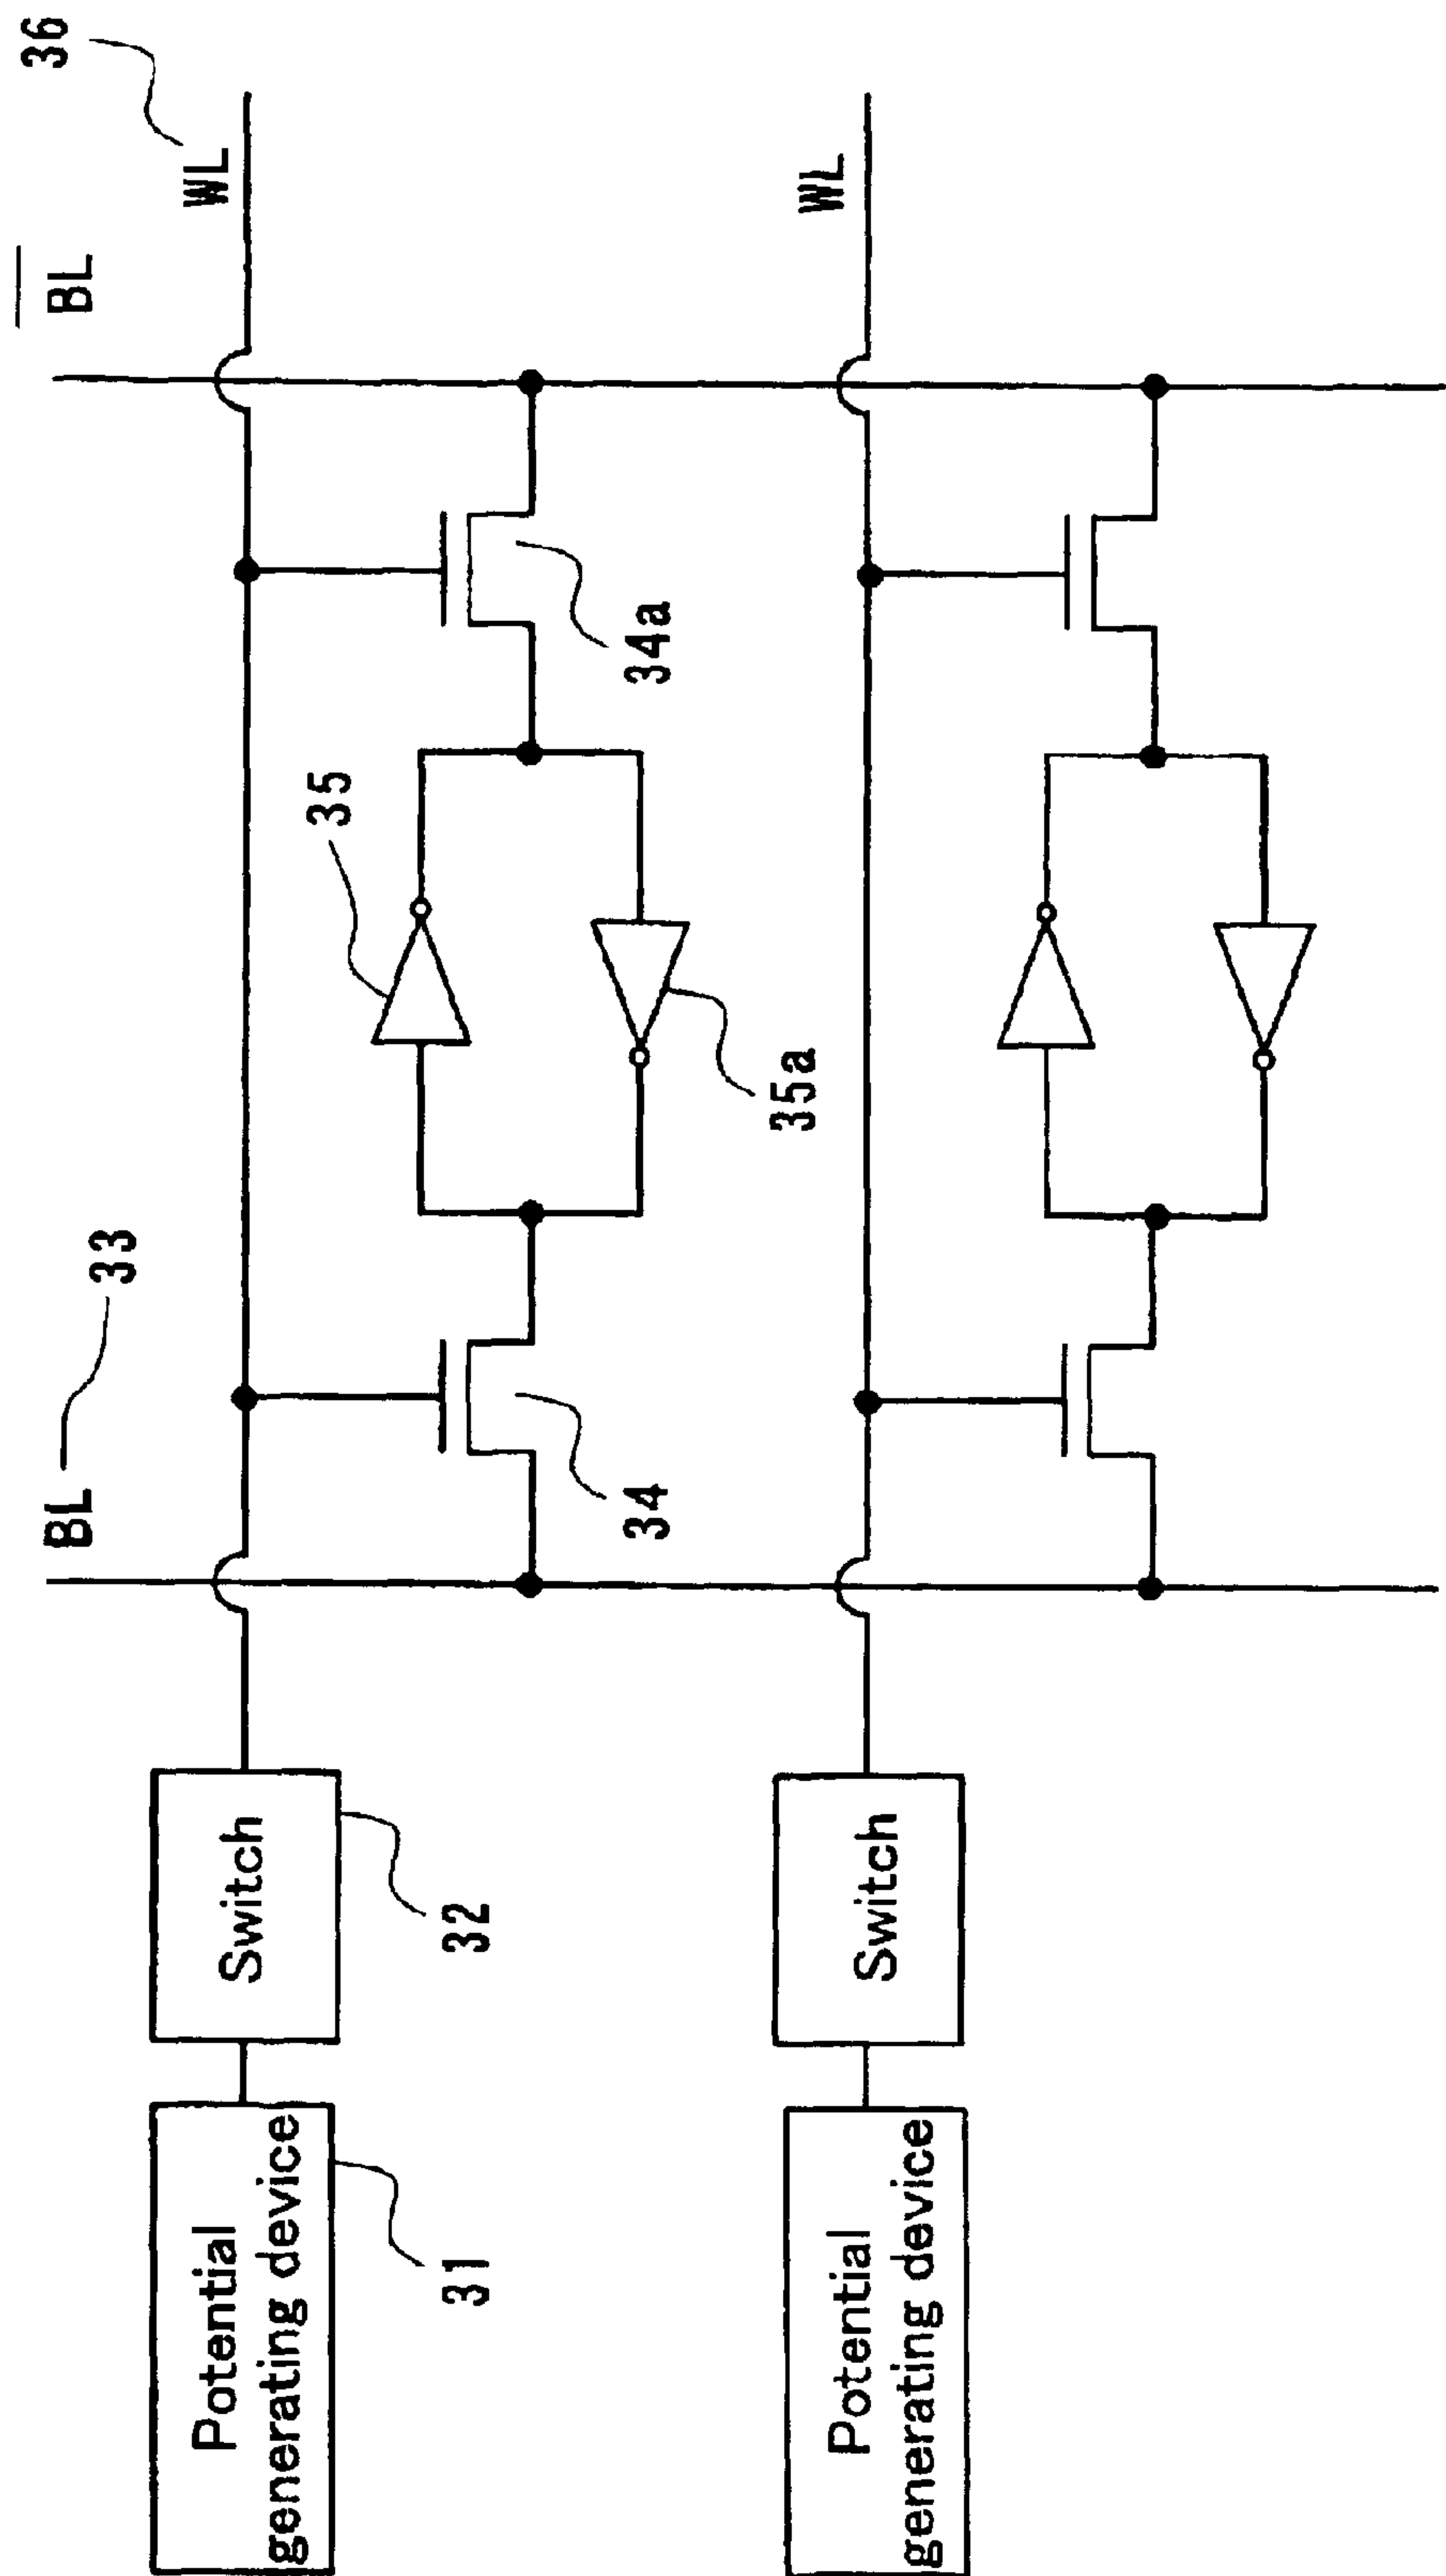 BL
33
BL
36
WL
Potential
generating device
31
Switch
32
34
35
35a
34a
WL
Potential
generating device
Switch